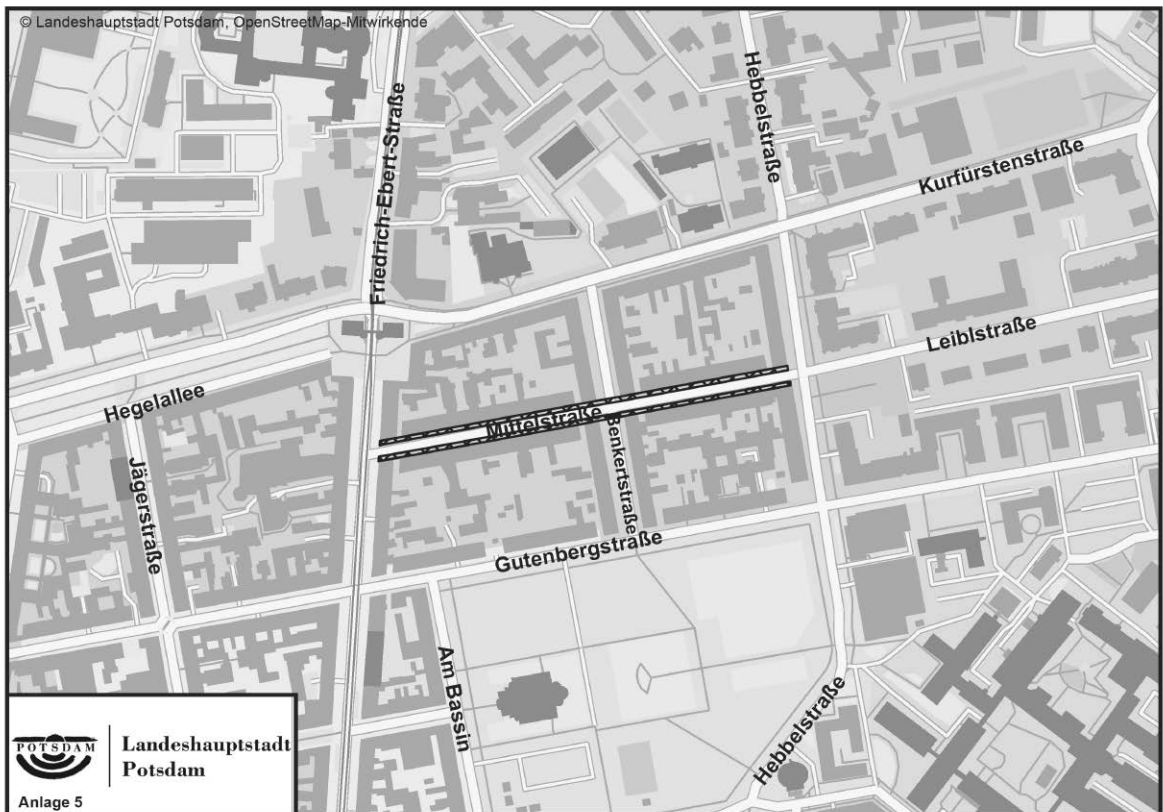 © Landeshauptstadt Potsdam, OpenStreetMap-Mitwirkende
Hebbelstraße
Friedrich-Ebert-Straße
Kurfürstenstraße
Leiblstraße
Hegelallee
Mittelstraße
Benkertstraße
Jägerstraße
Gutenbergstraße
Am Bassin
Hebbelstraße
POTSDAM
Landeshauptstadt
Potsdam
Anlage 5